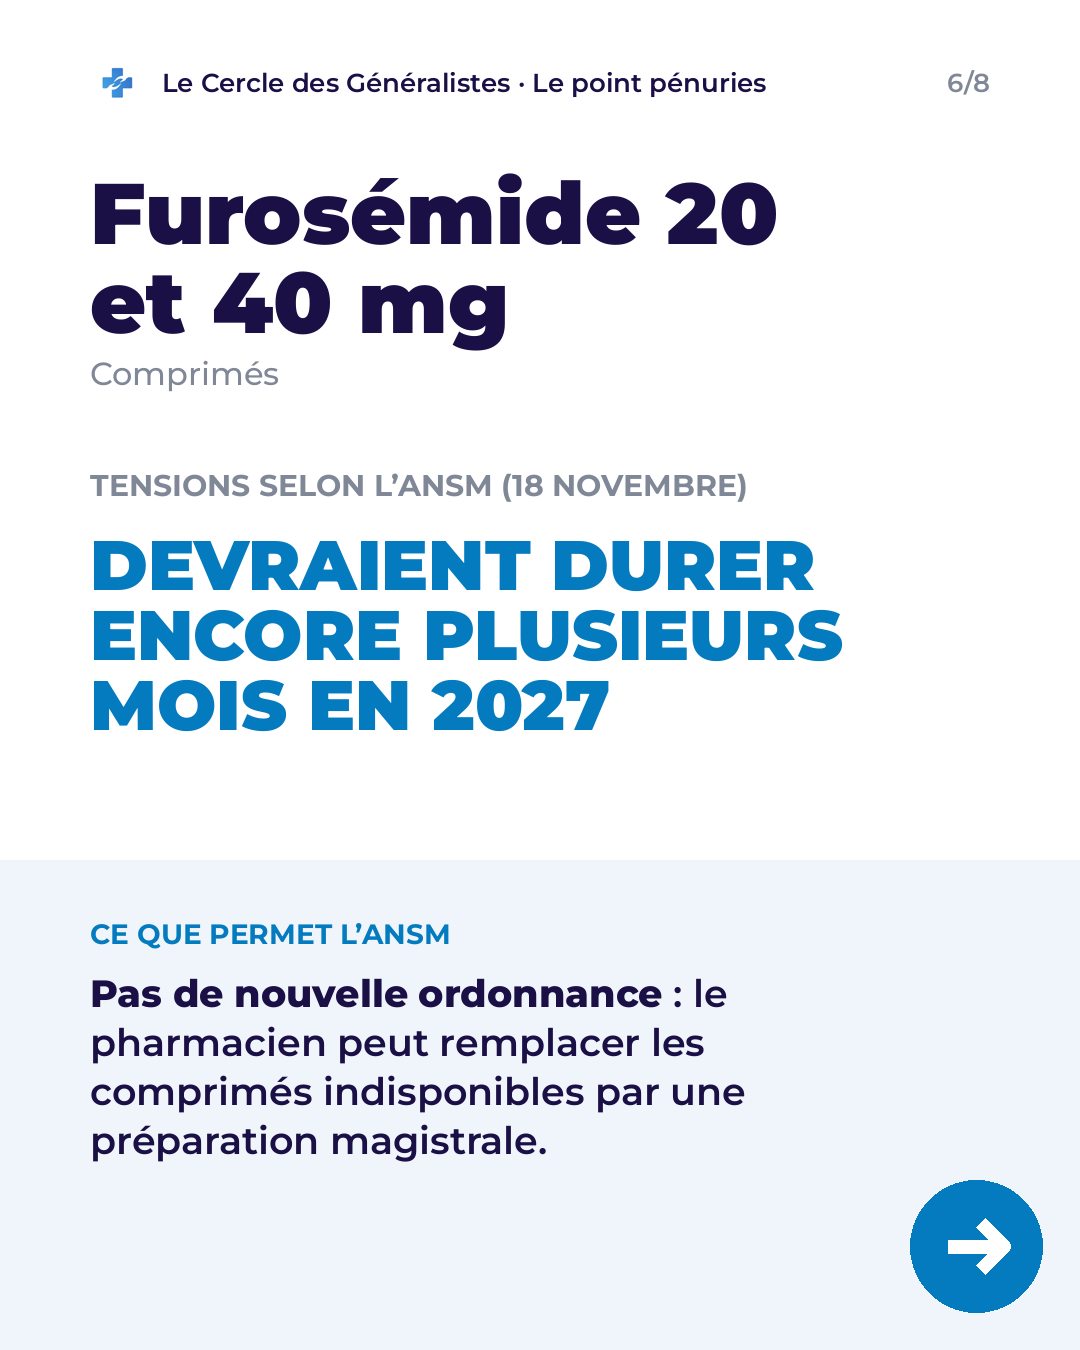 Le Cercle des Généralistes · Le point pénuries
6/8
Furosémide 20
et 40 mg
Comprimés
TENSIONS SELON L’ANSM (18 NOVEMBRE)
DEVRAIENT DURER
ENCORE PLUSIEURS
MOIS EN 2027
CE QUE PERMET L’ANSM
Pas de nouvelle ordonnance : le
pharmacien peut remplacer les
comprimés indisponibles par une
préparation magistrale.